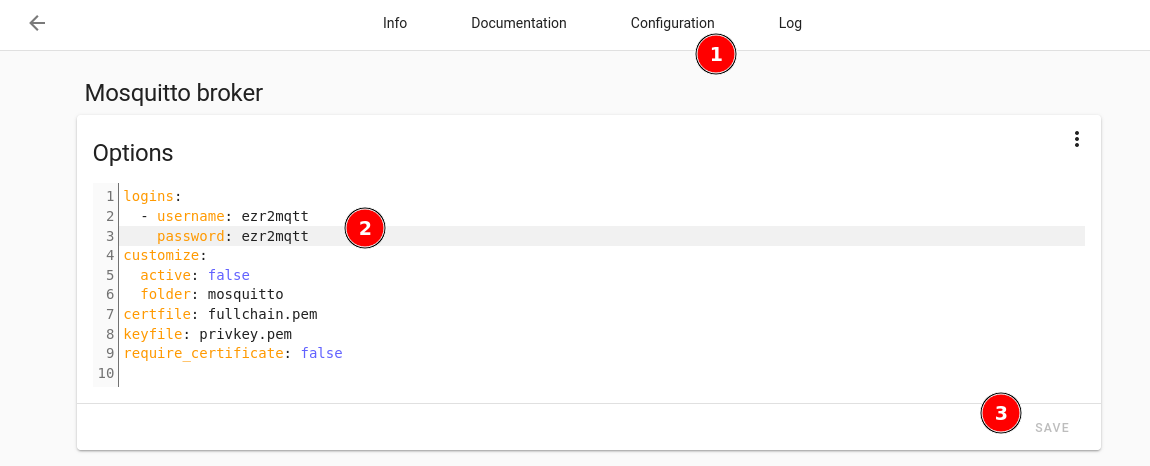 Info Documentation Configuration Log
1
Mosquitto broker
Options
1 logins:
2   - username: ezr2mqtt
2
3     password: ezr2mqtt
4 customize:
5   active: false
6   folder: mosquitto
7 certfile: fullchain.pem
8 keyfile: privkey.pem
9 require_certificate: false
10
3
SAVE